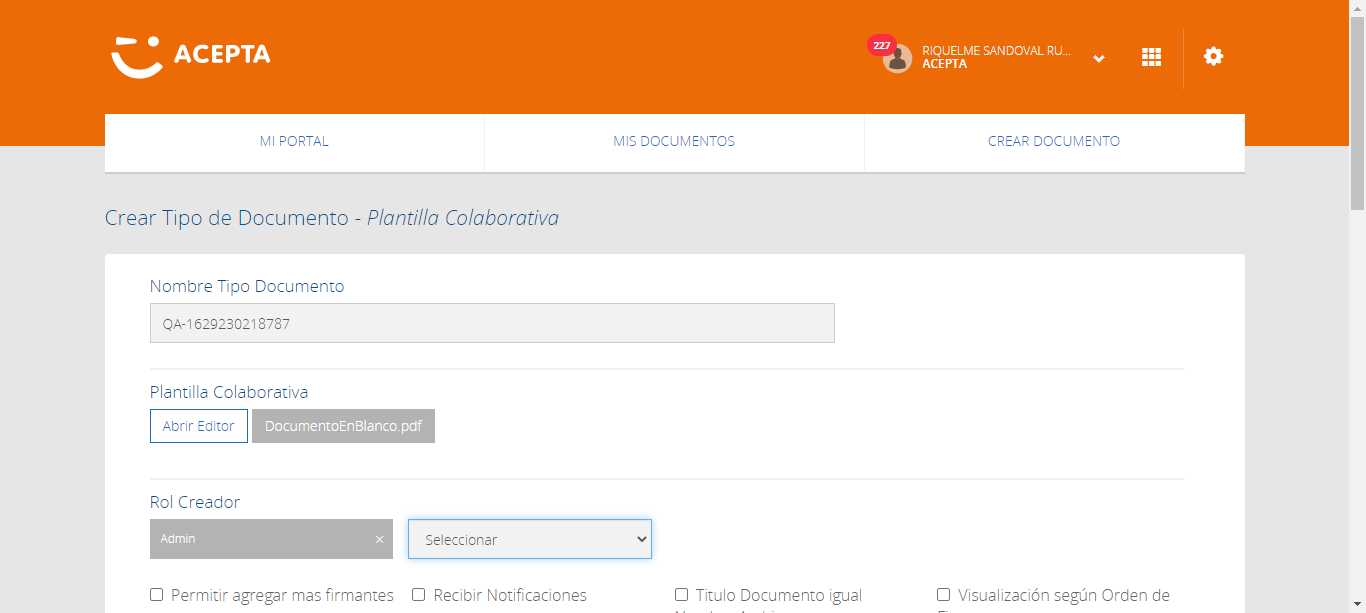 ACEPTA
227
RIQUELME SANDOVAL RU...
ACEPTA
MI PORTAL
MIS DOCUMENTOS
CREAR DOCUMENTO
Crear Tipo de Documento - Plantilla Colaborativa
Nombre Tipo Documento
QA-1629230218787
Plantilla Colaborativa
Abrir Editor
DocumentoEnBlanco.pdf
Rol Creador
Admin ×
Seleccionar
Permitir agregar mas firmantes
Recibir Notificaciones
Titulo Documento igual
Visualización según Orden de